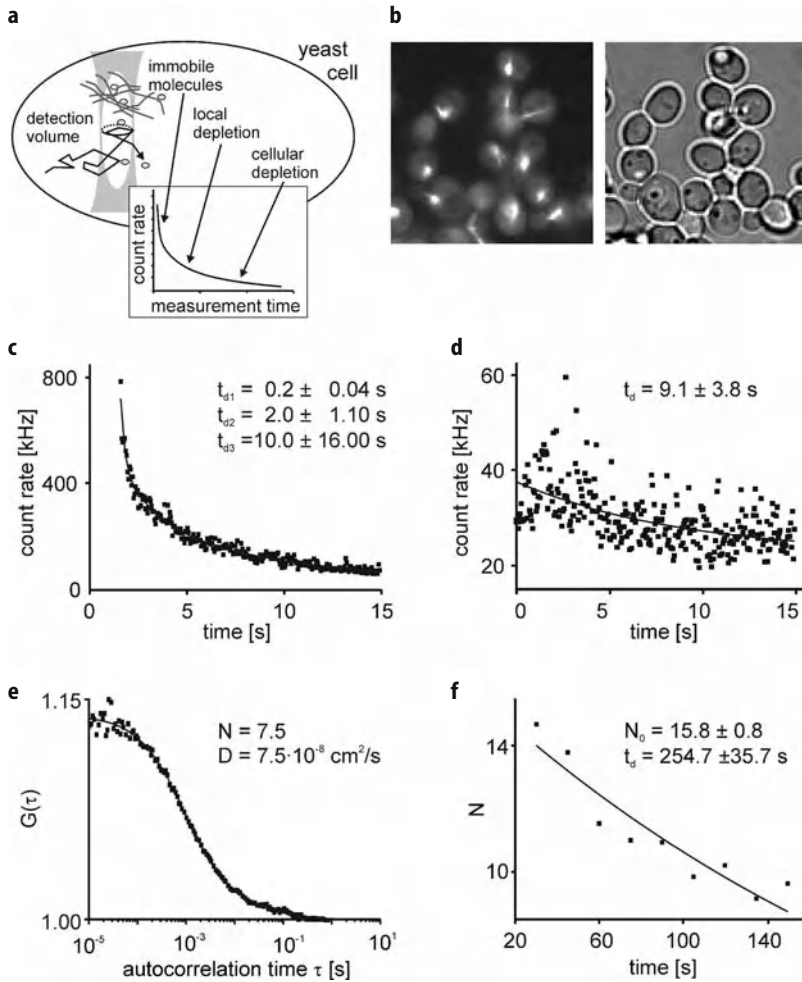 a
yeast
cell
immobile
molecules
detection
volume
local
depletion
cellular
depletion
count rate
measurement time
b
c
800
400
0
count rate [kHz]
t_d1 = 0.2 ± 0.04 s
t_d2 = 2.0 ± 1.10 s
t_d3 =10.0 ± 16.00 s
0 5 10 15
time [s]
d
60
40
20
count rate [kHz]
t_d = 9.1 ± 3.8 s
0 5 10 15
time [s]
e
1.15
1.00
G(τ)
N = 7.5
D = 7.5·10⁻⁸ cm²/s
10⁻⁵ 10⁻³ 10⁻¹ 10¹
autocorrelation time τ [s]
f
14
10
N
N₀ = 15.8 ± 0.8
t_d = 254.7 ±35.7 s
20 60 100 140
time [s]